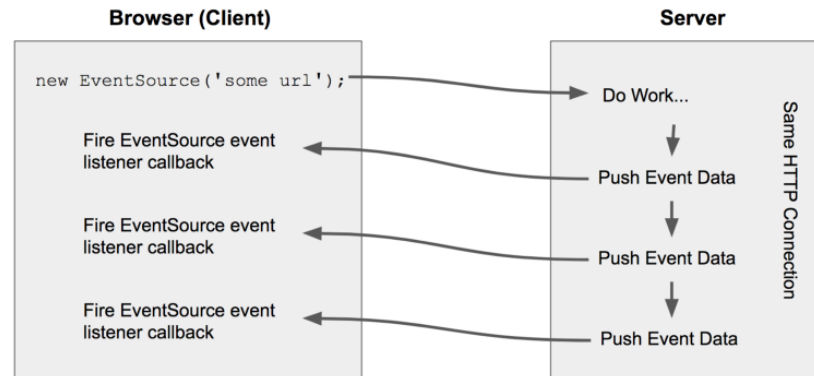 Browser (Client)
Server
new EventSource('some url');
Do Work...
Fire EventSource event
listener callback
Push Event Data
Fire EventSource event
listener callback
Push Event Data
Fire EventSource event
listener callback
Push Event Data
Same HTTP Connection